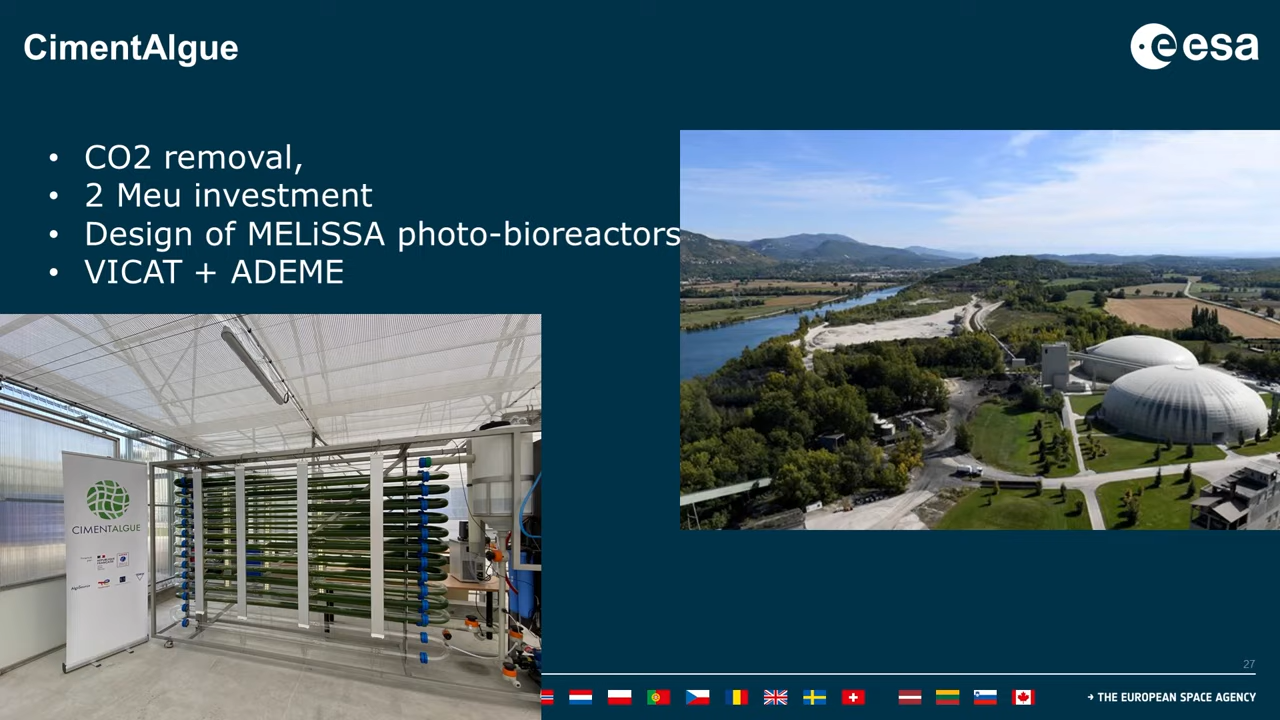 CimentAlgue
esa
• CO2 removal,
• 2 Meu investment
• Design of MELiSSA photo-bioreactors
• VICAT + ADEME
CIMENTALGUE
27
→ THE EUROPEAN SPACE AGENCY